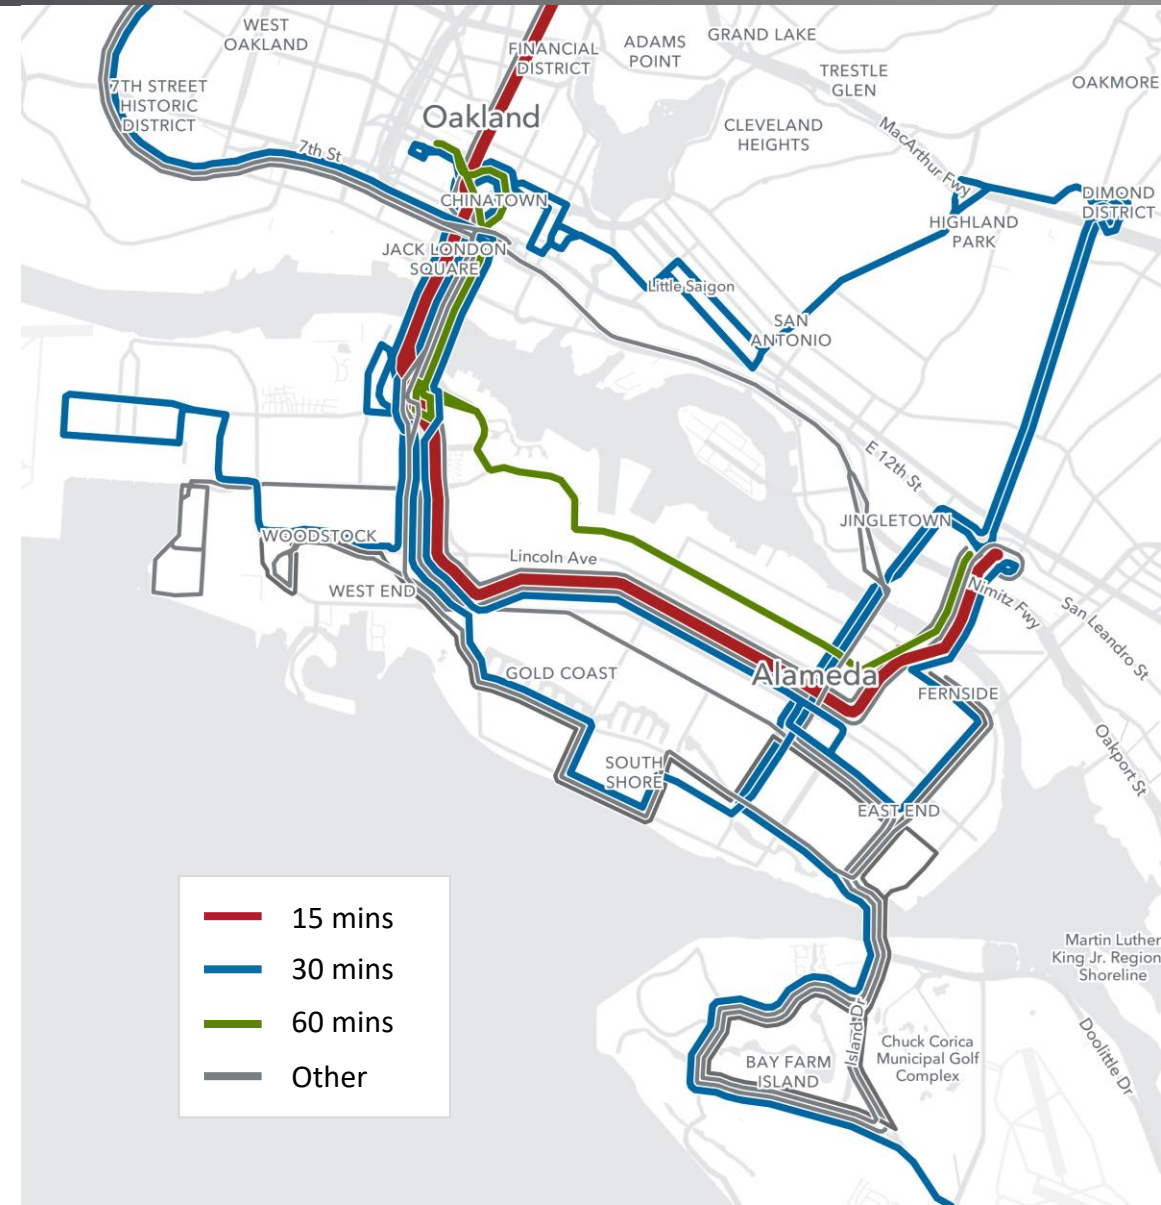 WEST
OAKLAND
FINANCIAL
DISTRICT
ADAMS
POINT
GRAND LAKE
TRESTLE
GLEN
OAKMORE
7TH STREET
HISTORIC
DISTRICT
Oakland
CLEVELAND
HEIGHTS
MacArthur Fwy
7th St
CHINATOWN
DIMOND
DISTRICT
HIGHLAND
PARK
JACK LONDON
SQUARE
Little Saigon
SAN
ANTONIO
E 12th St
JINGLETOWN
WOODSTOCK
Lincoln Ave
WEST END
Nimitz Fwy
San Leandro St
GOLD COAST
Alameda
FERNSIDE
Oakport St
SOUTH
SHORE
EAST END
15 mins
30 mins
60 mins
Other
Martin Luther
King Jr. Region
Shoreline
Island Dr
Chuck Corica
Municipal Golf
Complex
Doolittle Dr
BAY FARM
ISLAND